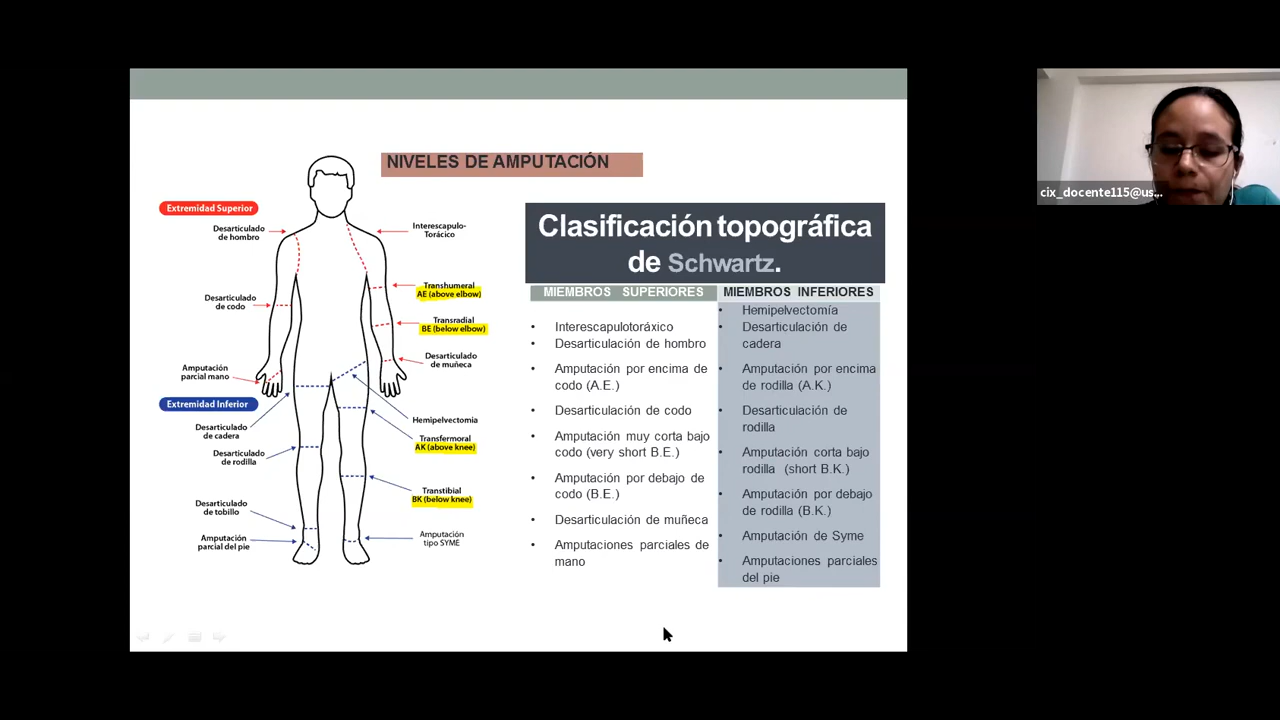 NIVELES DE AMPUTACIÓN
Extremidad Superior
Desarticulado
de hombro
Interescapulo-
Torácico
Transhumeral
AE (above elbow)
Desarticulado
de codo
Transradial
BE (below elbow)
Desarticulado
de muñeca
Amputación
parcial mano
Extremidad Inferior
Desarticulado
de cadera
Hemipelvectomia
Transfermoral
AK (above knee)
Desarticulado
de rodilla
Transtibial
BK (below knee)
Desarticulado
de tobillo
Amputación
parcial del pie
Amputación
tipo SYME
Clasificación topográfica
de Schwartz.
MIEMBROS SUPERIORES
• Interescapulotoráxico
• Desarticulación de hombro
• Amputación por encima de
codo (A.E.)
• Desarticulación de codo
• Amputación muy corta bajo
codo (very short B.E.)
• Amputación por debajo de
codo (B.E.)
• Desarticulación de muñeca
• Amputaciones parciales de
mano
MIEMBROS INFERIORES
• Hemipelvectomía
• Desarticulación de
cadera
• Amputación por encima
de rodilla (A.K.)
• Desarticulación de
rodilla
• Amputación corta bajo
rodilla (short B.K.)
• Amputación por debajo
de rodilla (B.K.)
• Amputación de Syme
• Amputaciones parciales
del pie
cix_docente115@us...